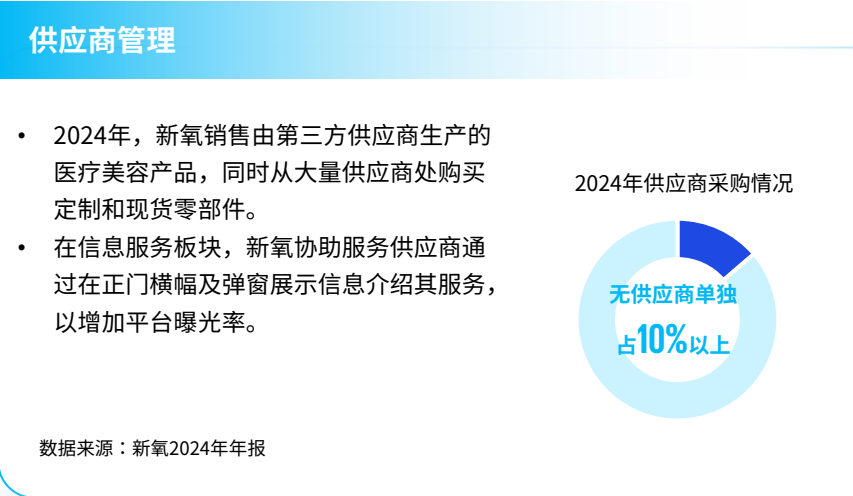 供应商管理
• 2024年，新氧销售由第三方供应商生产的
医疗美容产品，同时从大量供应商处购买
定制和现货零部件。
• 在信息服务板块，新氧协助服务供应商通
过在正门横幅及弹窗展示信息介绍其服务，
以增加平台曝光率。
2024年供应商采购情况
无供应商单独
占10%以上
数据来源：新氧2024年年报